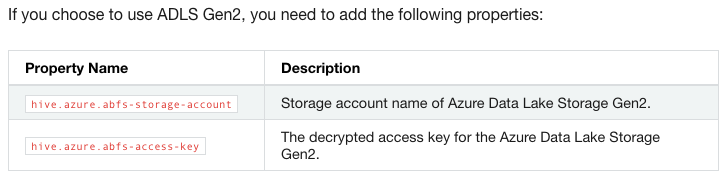 If you choose to use ADLS Gen2, you need to add the following properties:
Property Name Description
hive.azure.abfs-storage-account Storage account name of Azure Data Lake Storage Gen2.
hive.azure.abfs-access-key The decrypted access key for the Azure Data Lake Storage
Gen2.